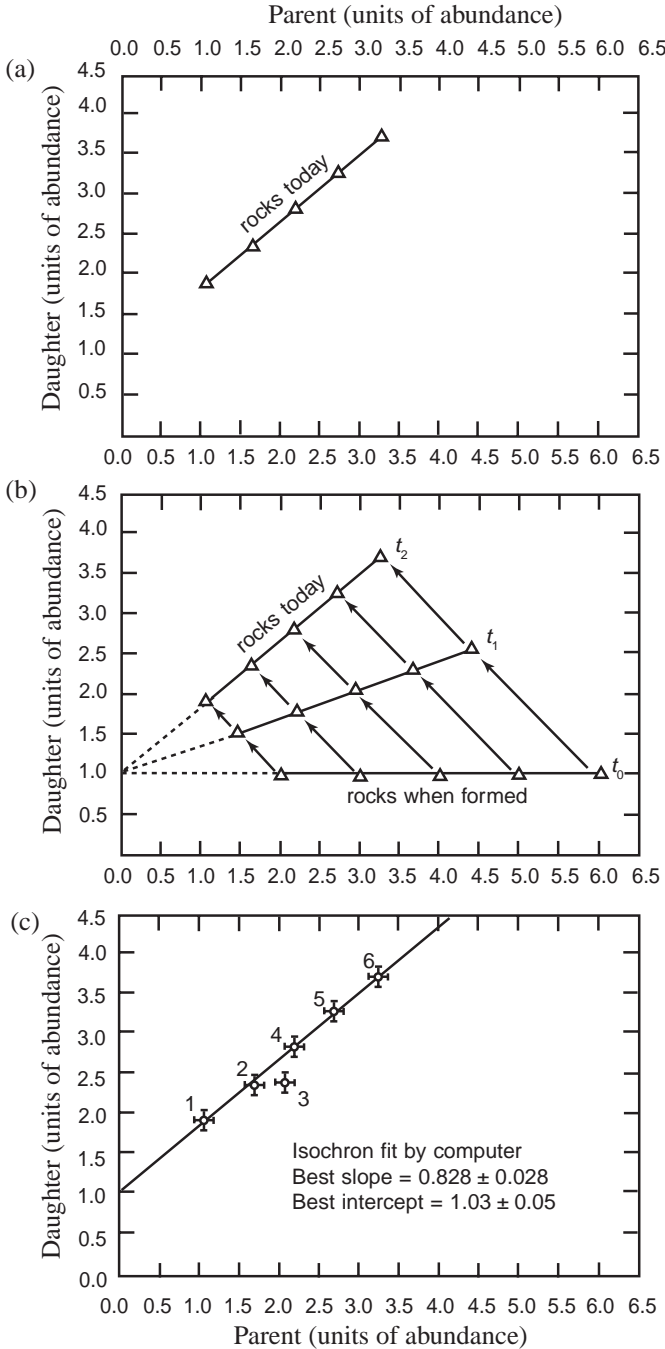 Parent (units of abundance)
0.0 1.0 1.5 2.0 2.5 3.0 3.5 4.0 4.5 5.0 5.5 6.0 6.5
(a)
4.5
4.0
3.5
3.0
2.5
2.0
1.5
1.0
0.5
Daughter (units of abundance)
rocks today
0.0 1.0 1.5 2.0 2.5 3.0 3.5 4.0 4.5 5.0 5.5 6.0 6.5
(b)
4.5
4.0
3.5
3.0
2.5
2.0
1.5
1.0
0.5
Daughter (units of abundance)
t2
rocks today
t1
t0
rocks when formed
0.0 1.0 1.5 2.0 2.5 3.0 3.5 4.0 4.5 5.0 5.5 6.0 6.5
(c)
4.5
4.0
3.5
3.0
2.5
2.0
1.5
1.0
0.5
0.0
Daughter (units of abundance)
6
5
4
2
3
1
Isochron fit by computer
Best slope = 0.828 ± 0.028
Best intercept = 1.03 ± 0.05
0.0 1.0 1.5 2.0 2.5 3.0 3.5 4.0 4.5 5.0 5.5 6.0 6.5
Parent (units of abundance)